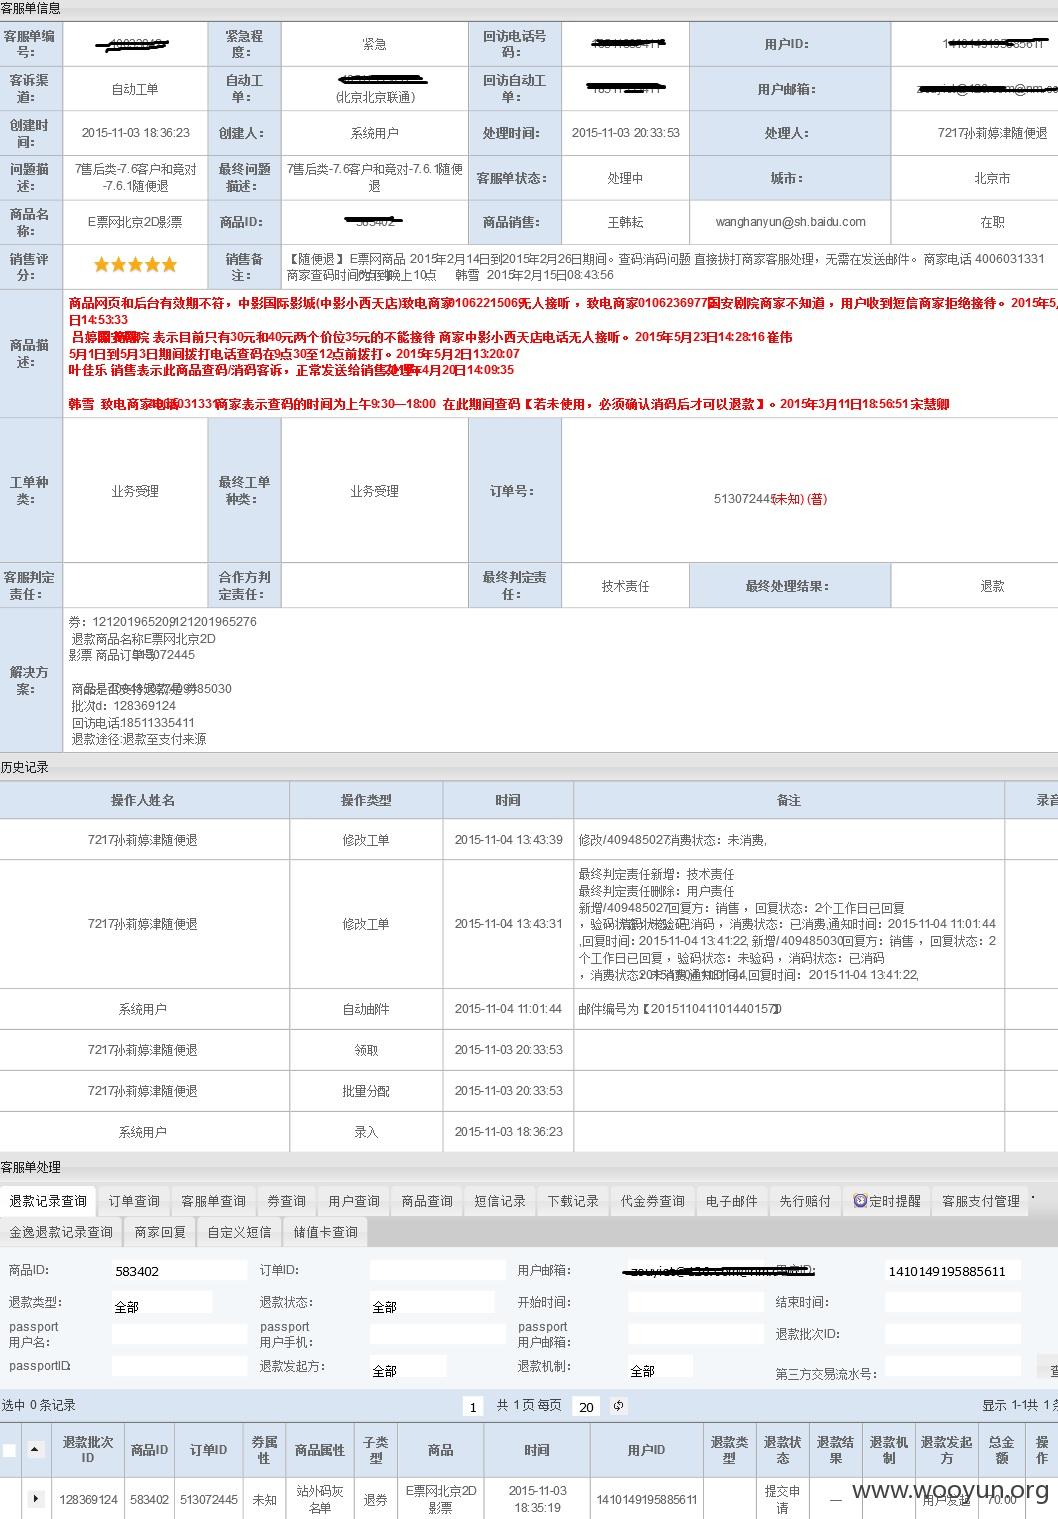 客服单信息
客服单编号：
紧急程度：
紧急
回访电话号码：
用户ID：
客诉渠道：
自动工单
自动工单：
(北京北京联通)
回访自动工单：
用户邮箱：
创建时间：
2015-11-03 18:36:23
创建人：
系统用户
处理时间：
2015-11-03 20:33:53
处理人：
7217孙莉婷津随便退
问题描述：
7售后类-7.6客户和竞对-7.6.1随便退
最终问题描述：
7售后类-7.6客户和竞对-7.6.1随便退
客服单状态：
处理中
城市：
北京市
商品名称：
E票网北京2D影票
商品ID：
商品销售：
王韩耘
wanghanyun@sh.baidu.com
在职
销售评分：
销售备注：
【随便退】E票网商品 2015年2月14日到2015年2月26日期间。查码消码问题 直接拔打商家客服处理，无需在发送邮件。 商家电话 4006031331
商家查码时间为 晚上10点 韩雪 2015年2月15日08:43:56
商品描述：
商品网页和后台有效期不符，中影国际影城(中影小西天店)致电商家01062215069无人接听 ，致电商家0106236977 国安剧院商家不知道 ，用户收到短信商家拒绝接待。 2015年5
日14:53:33
吕婷 院 表示目前只有30元和40元两个价位35元的不能接待 商家中影小西天店电话无人接听。 2015年5月23日14:28:16 崔伟
5月1日到5月3日期间拨打电话查码在9点30至12点前拨打。2015年5月2日13:20:07
叶佳乐 销售表示此商品查码/消码客诉，正常发送给销售处理 年4月20日14:09:35
韩雪 致电商家电话 031331商家表示查码的时间为上午9:30—18:00 在此期间查码【若未使用，必须确认消码后才可以退款】。2015年3月11日18:56:51 宋慧卿
工单种类：
业务受理
最终工单种类：
业务受理
订单号：
513072445(未知) (普)
客服判定责任：
合作方判定责任：
最终判定责任：
技术责任
最终处理结果：
退款
解决方案：
券：121201965209121201965276
退款商品名称E票网北京2D
影票 商品订单号 513072445
商品是否支持退款 是 券 485030
批次id：128369124
回访电话:18511335411
退款途径:退款至支付来源
历史记录
操作人姓名
操作类型
时间
备注
录音
7217孙莉婷津随便退
修改工单
2015-11-04 13:43:39
修改/409485027消费状态：未消费,
7217孙莉婷津随便退
修改工单
2015-11-04 13:43:31
最终判定责任新增：技术责任
最终判定责任删除：用户责任
新增/409485027回复方：销售 ，回复状态：2个工作日已回复
，验码状态： 已消码 ，消费状态：已消费,通知时间：2015-11-04 11:01:44
,回复时间：2015-11-04 13:41:22, 新增/409485030回复方：销售 ，回复状态：2
个工作日已回复 ，验码状态：未验码 ，消码状态：已消码
，消费状态：未消费,通知时间 ,回复时间：2015-11-04 13:41:22,
系统用户
自动邮件
2015-11-04 11:01:44
邮件编号为【2015110411014401570】
7217孙莉婷津随便退
领取
2015-11-03 20:33:53
7217孙莉婷津随便退
批量分配
2015-11-03 20:33:53
系统用户
录入
2015-11-03 18:36:23
客服单处理
退款记录查询 订单查询 客服单查询 券查询 用户查询 商品查询 短信记录 下载记录 代金券查询 电子邮件 先行赔付 定时提醒 客服支付管理
金逸退款记录查询 商家回复 自定义短信 储值卡查询
商品ID: 583402 订单ID: 用户邮箱: 用户ID: 1410149195885611
退款类型: 全部 退款状态: 全部 开始时间: 结束时间:
passport用户名: passport用户手机: passport用户邮箱: 退款批次ID:
passportID: 退款发起方: 全部 退款机制: 全部 第三方交易流水号: 查
选中 0 条记录 1 共 1 页 每页 20 显示 1-1共 1 条
退款批次ID 商品ID 订单ID 券属性 商品属性 子类型 商品 时间 用户ID 退款类型 退款状态 退款结果 退款机制 退款发起方 总金额 操作
128369124 583402 513072445 未知 站外码灰名单 退券 E票网北京2D影票 2015-11-03 18:35:19 1410149195885611 提交申请 — 用户发起 70.00
www.wooyun.org